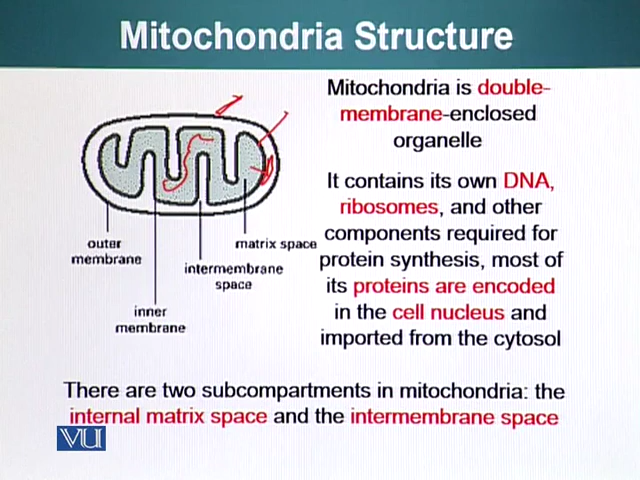 Mitochondria Structure
Mitochondria is double-
membrane-enclosed
organelle
It contains its own DNA,
ribosomes, and other
components required for
protein synthesis, most of
its proteins are encoded
in the cell nucleus and
imported from the cytosol
outer
membrane
matrix space
intermembrane
space
inner
membrane
There are two subcompartments in mitochondria: the
internal matrix space and the intermembrane space
VU